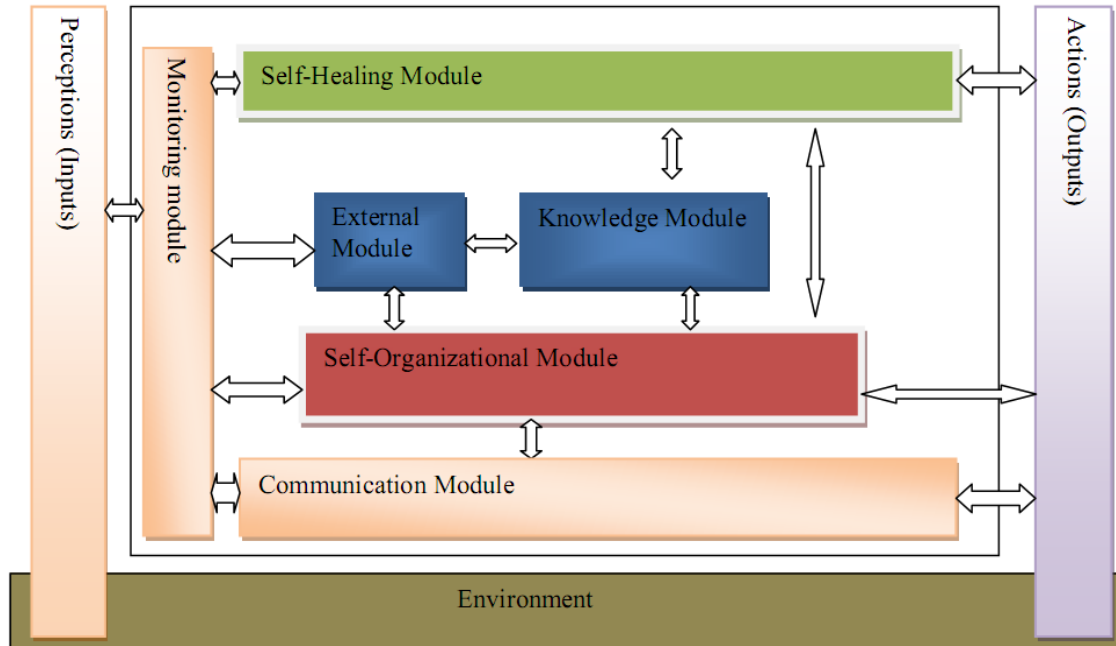 Perceptions (Inputs)
Monitoring module
Self-Healing Module
External
Module
Knowledge Module
Self-Organizational Module
Communication Module
Actions (Outputs)
Environment